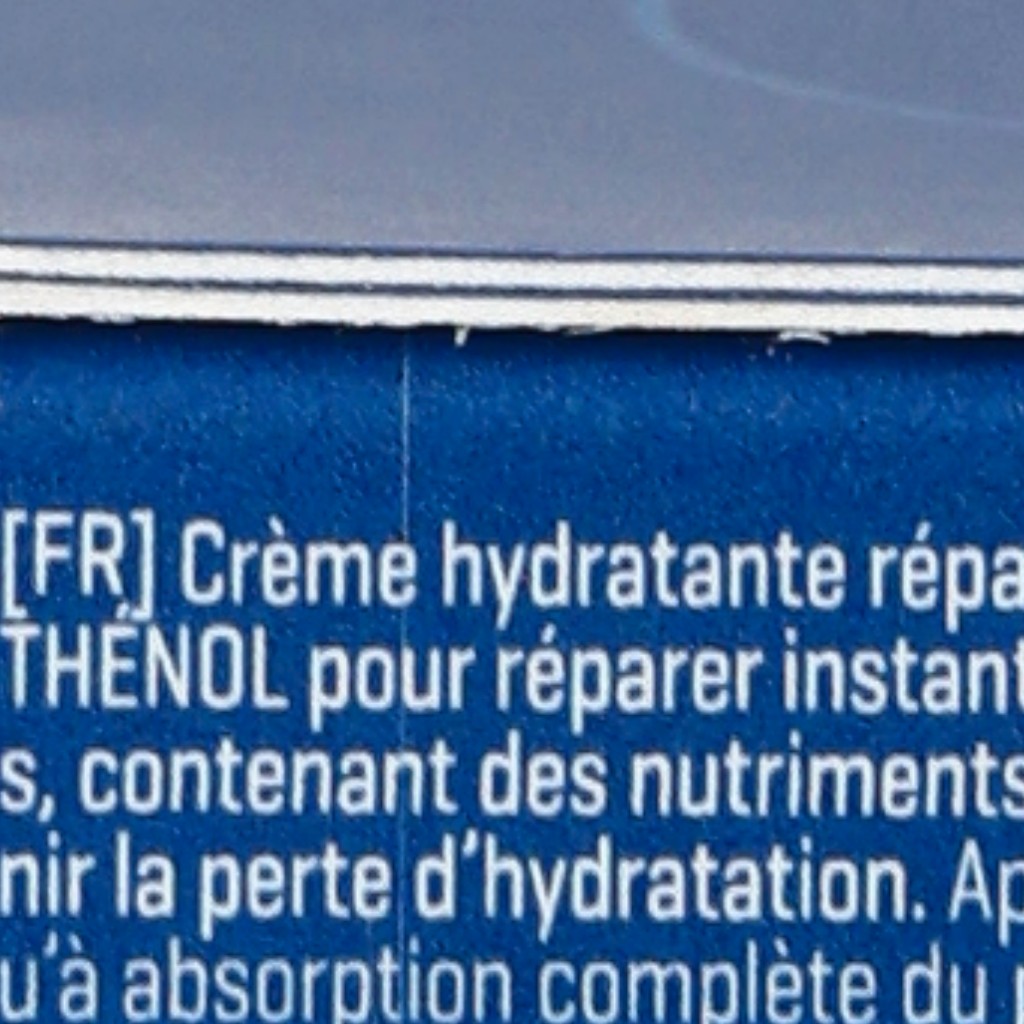 [FR] Crème hydratante répa
THÉNOL pour réparer instant
s, contenant des nutriments
nir la perte d’hydratation. Ap
u’à absorption complète du